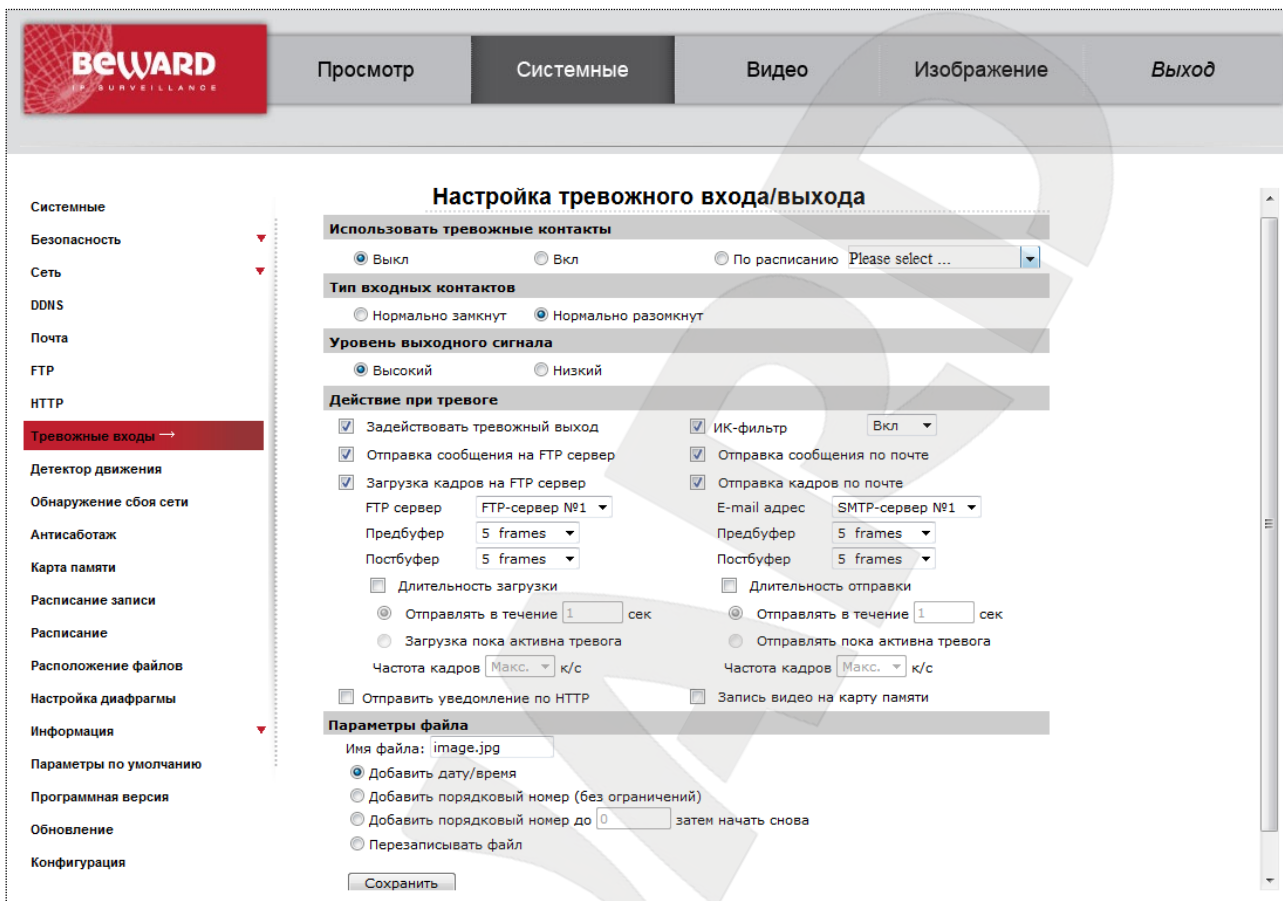 BEWARD
IP SURVEILLANCE
Просмотр
Системные
Видео
Изображение
Выход
Системные
Безопасность
Сеть
DDNS
Почта
FTP
HTTP
Тревожные входы →
Детектор движения
Обнаружение сбоя сети
Антисаботаж
Карта памяти
Расписание записи
Расписание
Расположение файлов
Настройка диафрагмы
Информация
Параметры по умолчанию
Программная версия
Обновление
Конфигурация
Настройка тревожного входа/выхода
Использовать тревожные контакты
Выкл Вкл По расписанию Please select ...
Тип входных контактов
Нормально замкнут Нормально разомкнут
Уровень выходного сигнала
Высокий Низкий
Действие при тревоге
Задействовать тревожный выход ИК-фильтр Вкл
Отправка сообщения на FTP сервер Отправка сообщения по почте
Загрузка кадров на FTP сервер Отправка кадров по почте
FTP сервер FTP-сервер №1 E-mail адрес SMTP-сервер №1
Предбуфер 5 frames Предбуфер 5 frames
Постбуфер 5 frames Постбуфер 5 frames
Длительность загрузки Длительность отправки
Отправлять в течение 1 сек Отправлять в течение 1 сек
Загрузка пока активна тревога Отправлять пока активна тревога
Частота кадров Макс. к/с Частота кадров Макс. к/с
Отправить уведомление по HTTP Запись видео на карту памяти
Параметры файла
Имя файла: image.jpg
Добавить дату/время
Добавить порядковый номер (без ограничений)
Добавить порядковый номер до 0 затем начать снова
Перезаписывать файл
Сохранить